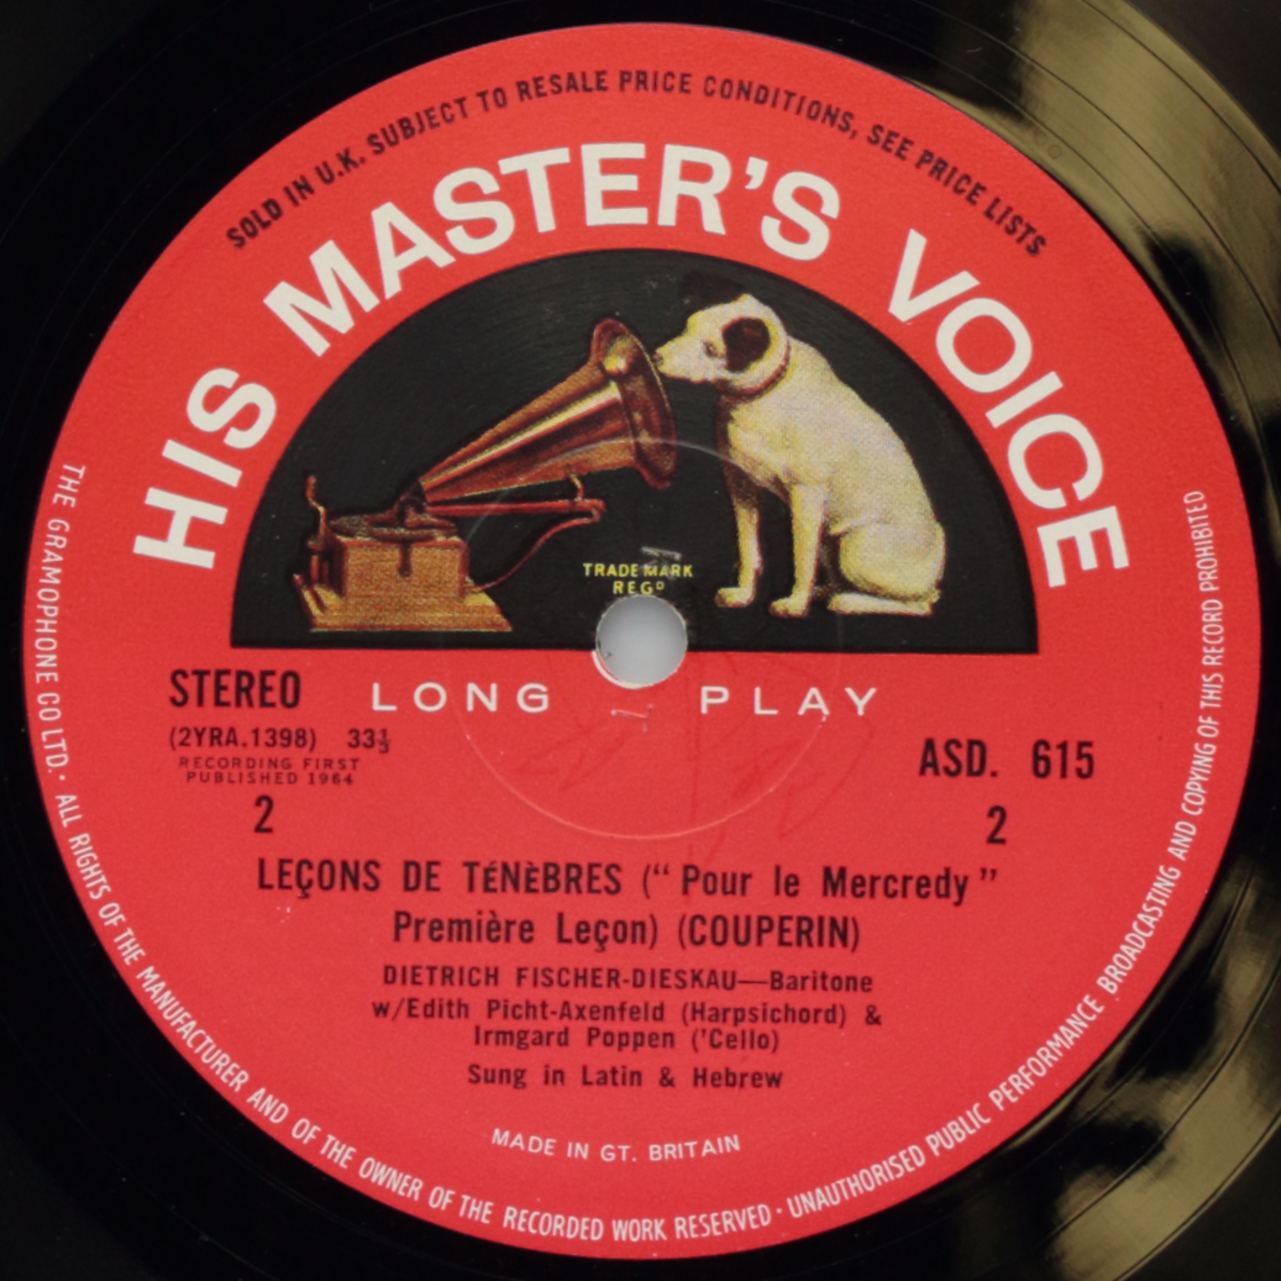 SOLD IN U.K. SUBJECT TO RESALE PRICE CONDITIONS, SEE PRICE LISTS
HIS MASTER'S VOICE
TRADE MARK
REGD
STEREO
LONG PLAY
(2YRA.1398) 33⅓
RECORDING FIRST
PUBLISHED 1964
ASD. 615
2
2
LEÇONS DE TÉNÈBRES (“ Pour le Mercredy ”
Première Leçon) (COUPERIN)
DIETRICH FISCHER-DIESKAU—Baritone
w/Edith Picht-Axenfeld (Harpsichord) &
Irmgard Poppen ('Cello)
Sung in Latin & Hebrew
MADE IN GT. BRITAIN
THE GRAMOPHONE CO LTD. · ALL RIGHTS OF THE MANUFACTURER AND OF THE OWNER OF THE RECORDED WORK RESERVED · UNAUTHORISED PUBLIC PERFORMANCE BROADCASTING AND COPYING OF THIS RECORD PROHIBITED